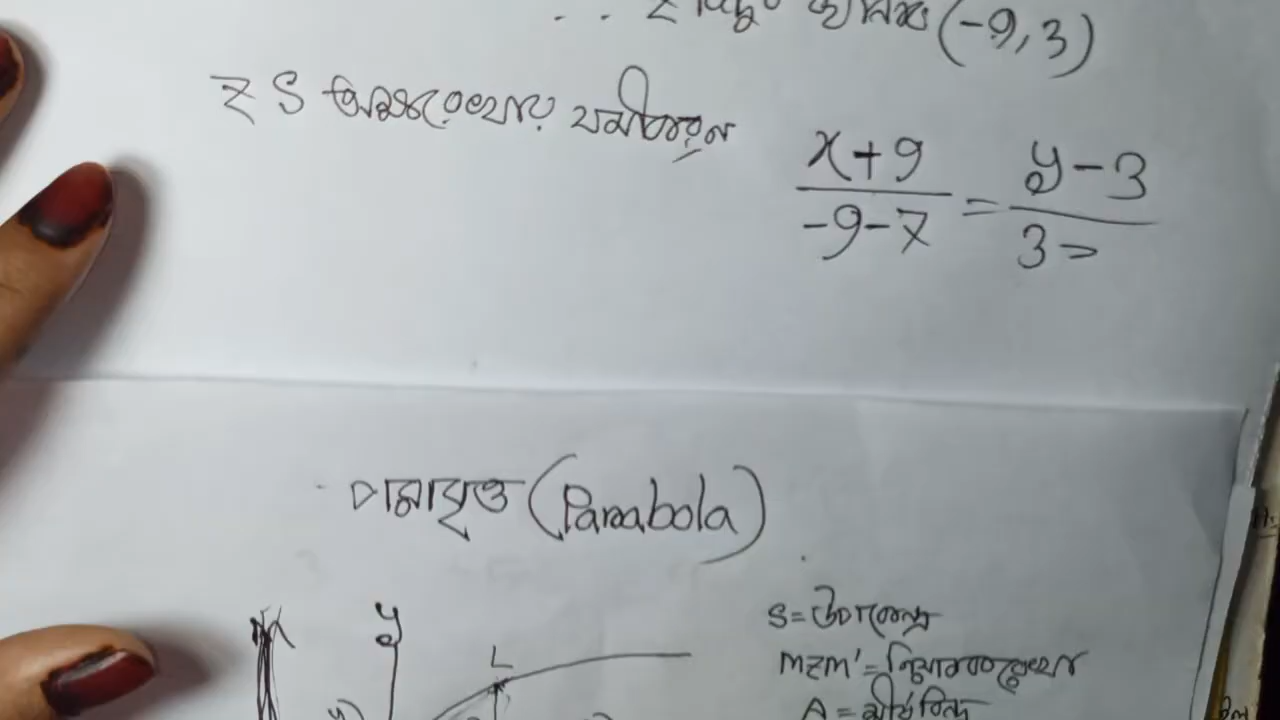 ∴ Z বিন্দুর স্থানাঙ্ক (-9, 3)
ZS অক্ষরেখার সমীকরণ
x+9/-9-7 = y-3/3-
পরাবৃত্ত (Parabola)
y
L
S = উপকেন্দ্র
MZM' = নিয়ামকরেখা
A = শীর্ষবিন্দু